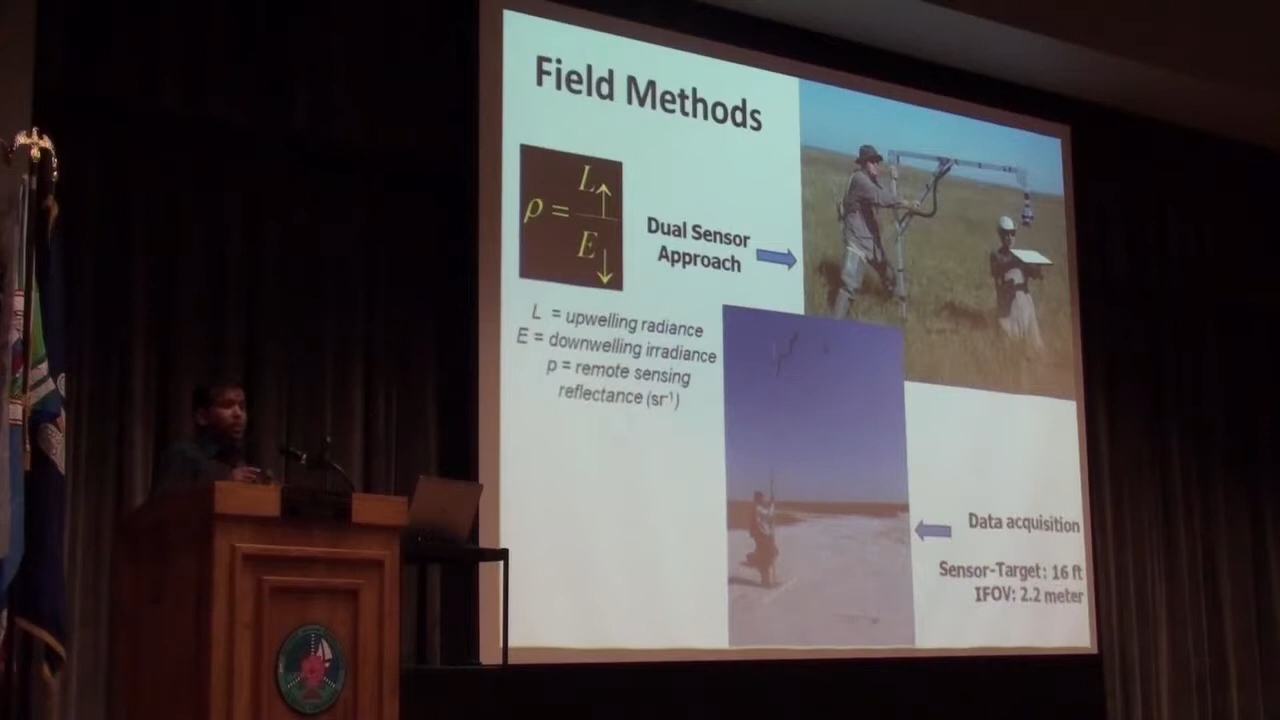 Field Methods
ρ = L↑ / E↓
Dual Sensor
Approach
L = upwelling radiance
E = downwelling irradiance
p = remote sensing
reflectance (sr⁻¹)
Data acquisition
Sensor-Target: 16 ft
IFOV: 2.2 meter